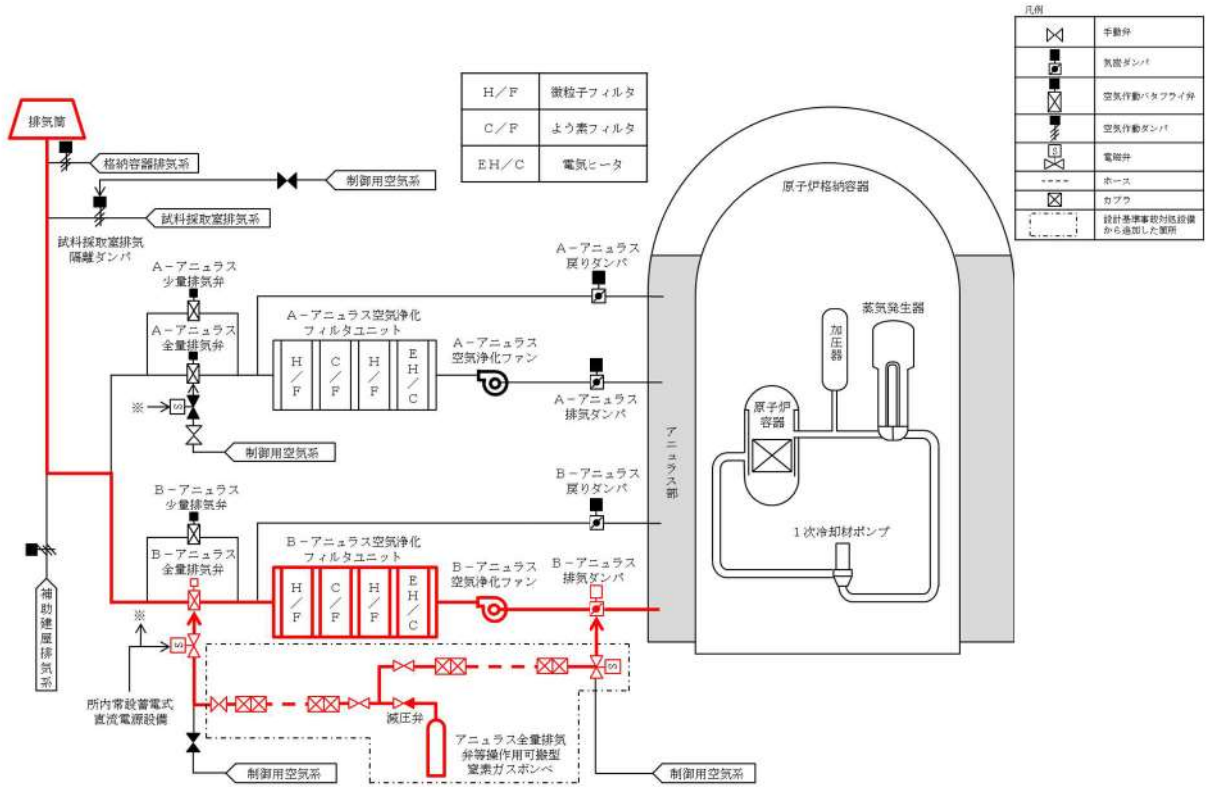 凡例
手動弁
気密ダンパ
空気作動バタフライ弁
空気作動ダンパ
S
電磁弁
ホース
カプラ
設計基準事故対処設備
から追加した箇所
H/F
微粒子フィルタ
C/F
よう素フィルタ
EH/C
電気ヒータ
排気筒
格納容器排気系
制御用空気系
試料採取室排気系
試料採取室排気
隔離ダンパ
原子炉格納容器
A-アニュラス
少量排気弁
A-アニュラス
全量排気弁
A-アニュラス空気浄化
フィルタユニット
H/F
C/F
H/F
EH/C
A-アニュラス
空気浄化ファン
A-アニュラス
戻りダンパ
A-アニュラス
排気ダンパ
※
S
制御用空気系
蒸気発生器
加圧器
原子炉
容器
1次冷却材ポンプ
アニュラス部
B-アニュラス
少量排気弁
B-アニュラス
全量排気弁
B-アニュラス空気浄化
フィルタユニット
H/F
C/F
H/F
EH/C
B-アニュラス
空気浄化ファン
B-アニュラス
戻りダンパ
B-アニュラス
排気ダンパ
補助建屋排気系
※
S
S
所内常設蓄電式
直流電源設備
減圧弁
アニュラス全量排気
弁等操作用可搬型
窒素ガスボンベ
制御用空気系
制御用空気系